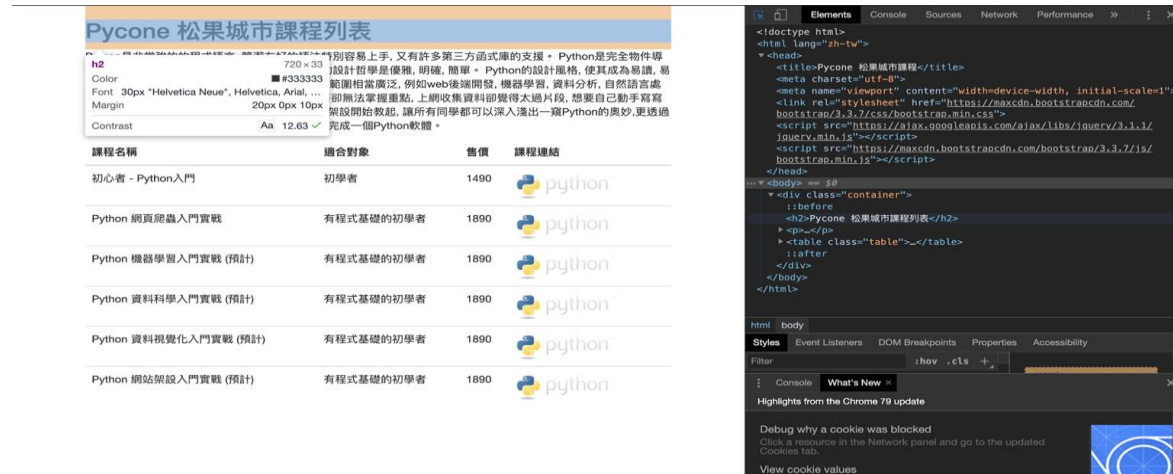 Pycone 松果城市課程列表
特別容易上手, 又有許多第三方函式庫的支援。 Python是完全物件導
設計哲學是優雅, 明確, 簡單。 Python的設計風格, 使其成為易讀, 易
範圍相當廣泛, 例如web後端開發, 機器學習, 資料分析, 自然語言處
卻無法掌握重點, 上網收集資料卻覺得太過片段, 想要自己動手寫寫
架設開始教起, 讓所有同學都可以深入淺出一窺Python的奧妙,更透過
完成一個Python軟體。
h2 720 × 33
Color #333333
Font 30px "Helvetica Neue", Helvetica, Arial, ...
Margin 20px 0px 10px
Contrast Aa 12.63 ✓
課程名稱 適合對象 售價 課程連結
初心者 - Python入門 初學者 1490 python
Python 網頁爬蟲入門實戰 有程式基礎的初學者 1890 python
Python 機器學習入門實戰 (預計) 有程式基礎的初學者 1890 python
Python 資料科學入門實戰 (預計) 有程式基礎的初學者 1890 python
Python 資料視覺化入門實戰 (預計) 有程式基礎的初學者 1890 python
Python 網站架設入門實戰 (預計) 有程式基礎的初學者 1890 python
Elements Console Sources Network Performance »
<!doctype html>
<html lang="zh-tw">
▼<head>
<title>Pycone 松果城市課程</title>
<meta charset="utf-8">
<meta name="viewport" content="width=device-width, initial-scale=1">
<link rel="stylesheet" href="https://maxcdn.bootstrapcdn.com/
bootstrap/3.3.7/css/bootstrap.min.css">
<script src="https://ajax.googleapis.com/ajax/libs/jquery/3.1.1/
jquery.min.js"></script>
<script src="https://maxcdn.bootstrapcdn.com/bootstrap/3.3.7/js/
bootstrap.min.js"></script>
</head>
…▼<body> == $0
▼<div class="container">
::before
<h2>Pycone 松果城市課程列表</h2>
▶<p>…</p>
▶<table class="table">…</table>
::after
</div>
</body>
</html>
html body
Styles Event Listeners DOM Breakpoints Properties Accessibility
Filter :hov .cls +
Console What's New ×
Highlights from the Chrome 79 update
Debug why a cookie was blocked
Click a resource in the Network panel and go to the updated
Cookies tab.
View cookie values